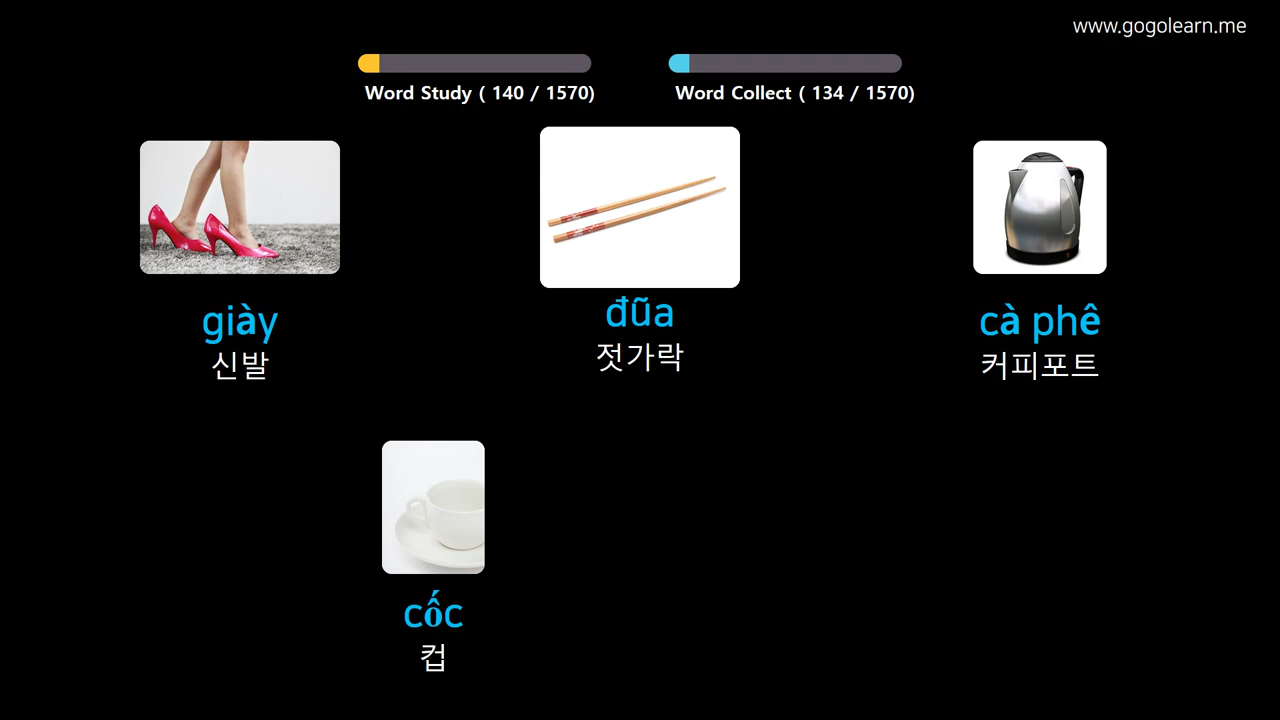 www.gogolearn.me
Word Study ( 140 / 1570)
Word Collect ( 134 / 1570)
giày
신발
đũa
젓가락
cà phê
커피포트
cốc
컵